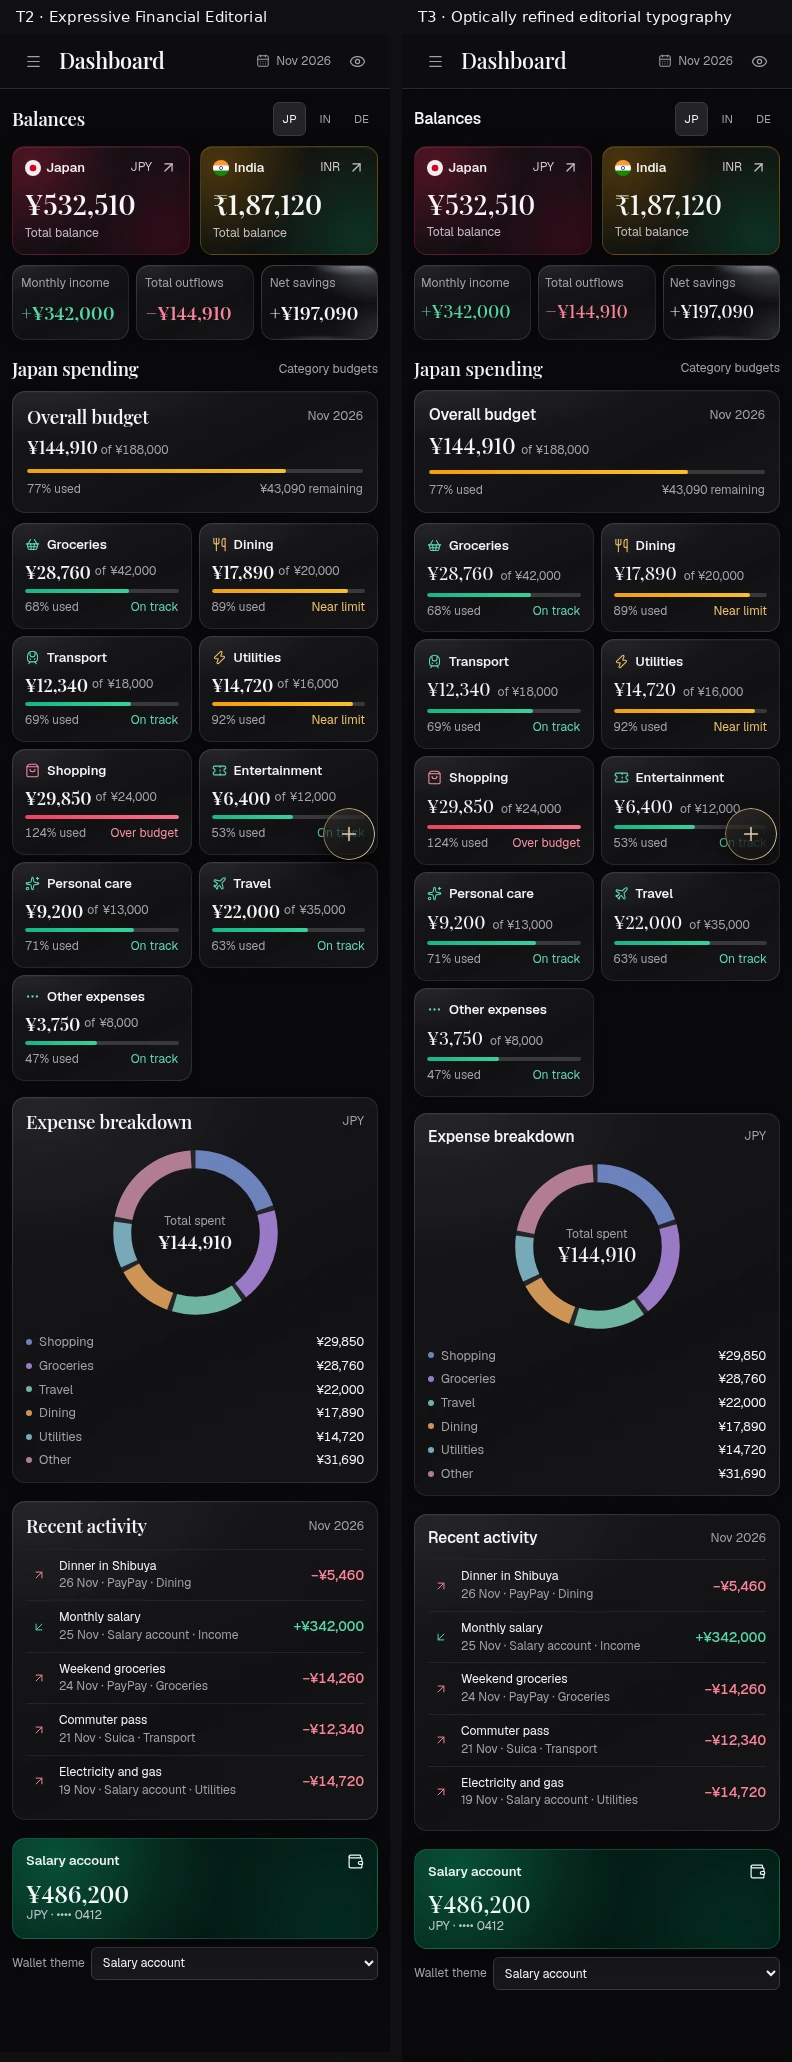 T2 · Expressive Financial Editorial
Dashboard
Nov 2026
Balances
JP IN DE
Japan JPY
¥532,510
Total balance
India INR
₹1,87,120
Total balance
Monthly income
+¥342,000
Total outflows
−¥144,910
Net savings
+¥197,090
Japan spending
Category budgets
Overall budget
Nov 2026
¥144,910 of ¥188,000
77% used
¥43,090 remaining
Groceries
¥28,760 of ¥42,000
68% used On track
Dining
¥17,890 of ¥20,000
89% used Near limit
Transport
¥12,340 of ¥18,000
69% used On track
Utilities
¥14,720 of ¥16,000
92% used Near limit
Shopping
¥29,850 of ¥24,000
124% used Over budget
Entertainment
¥6,400 of ¥12,000
53% used On track
Personal care
¥9,200 of ¥13,000
71% used On track
Travel
¥22,000 of ¥35,000
63% used On track
Other expenses
¥3,750 of ¥8,000
47% used On track
Expense breakdown
JPY
Total spent
¥144,910
Shopping ¥29,850
Groceries ¥28,760
Travel ¥22,000
Dining ¥17,890
Utilities ¥14,720
Other ¥31,690
Recent activity
Nov 2026
Dinner in Shibuya
26 Nov · PayPay · Dining
−¥5,460
Monthly salary
25 Nov · Salary account · Income
+¥342,000
Weekend groceries
24 Nov · PayPay · Groceries
−¥14,260
Commuter pass
21 Nov · Suica · Transport
−¥12,340
Electricity and gas
19 Nov · Salary account · Utilities
−¥14,720
Salary account
¥486,200
JPY · •••• 0412
Wallet theme
Salary account
T3 · Optically refined editorial typography
Dashboard
Nov 2026
Balances
JP IN DE
Japan JPY
¥532,510
Total balance
India INR
₹1,87,120
Total balance
Monthly income
+¥342,000
Total outflows
−¥144,910
Net savings
+¥197,090
Japan spending
Category budgets
Overall budget
Nov 2026
¥144,910 of ¥188,000
77% used
¥43,090 remaining
Groceries
¥28,760 of ¥42,000
68% used On track
Dining
¥17,890 of ¥20,000
89% used Near limit
Transport
¥12,340 of ¥18,000
69% used On track
Utilities
¥14,720 of ¥16,000
92% used Near limit
Shopping
¥29,850 of ¥24,000
124% used Over budget
Entertainment
¥6,400 of ¥12,000
53% used On track
Personal care
¥9,200 of ¥13,000
71% used On track
Travel
¥22,000 of ¥35,000
63% used On track
Other expenses
¥3,750 of ¥8,000
47% used On track
Expense breakdown
JPY
Total spent
¥144,910
Shopping ¥29,850
Groceries ¥28,760
Travel ¥22,000
Dining ¥17,890
Utilities ¥14,720
Other ¥31,690
Recent activity
Nov 2026
Dinner in Shibuya
26 Nov · PayPay · Dining
−¥5,460
Monthly salary
25 Nov · Salary account · Income
+¥342,000
Weekend groceries
24 Nov · PayPay · Groceries
−¥14,260
Commuter pass
21 Nov · Suica · Transport
−¥12,340
Electricity and gas
19 Nov · Salary account · Utilities
−¥14,720
Salary account
¥486,200
JPY · •••• 0412
Wallet theme
Salary account